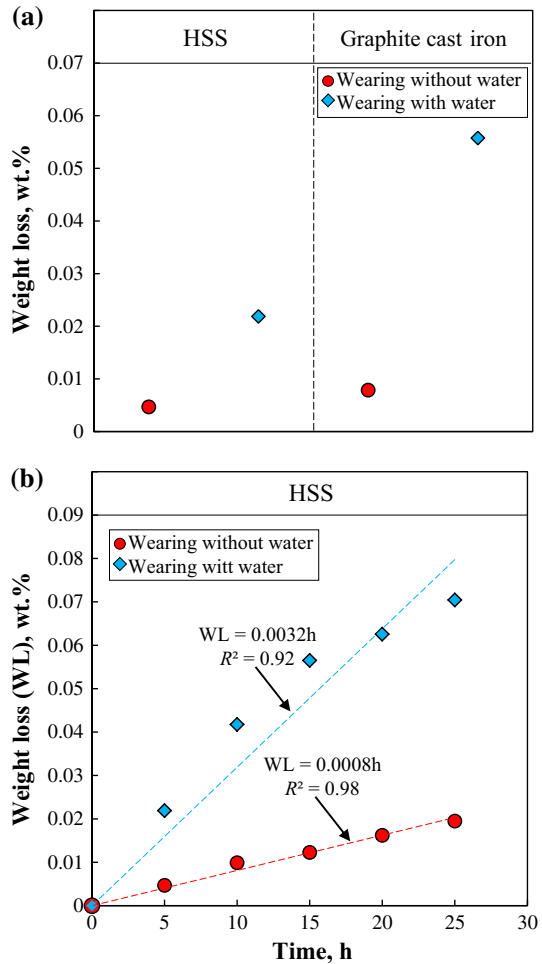 (a)
HSS
Graphite cast iron
Wearing without water
Wearing with water
0.07
0.06
0.05
0.04
0.03
0.02
0.01
0
Weight loss, wt.%
(b)
HSS
Wearing without water
Wearing witt water
0.09
0.08
0.07
0.06
0.05
0.04
0.03
0.02
0.01
0
Weight loss (WL), wt.%
WL = 0.0032h
R² = 0.92
WL = 0.0008h
R² = 0.98
0 5 10 15 20 25 30
Time, h